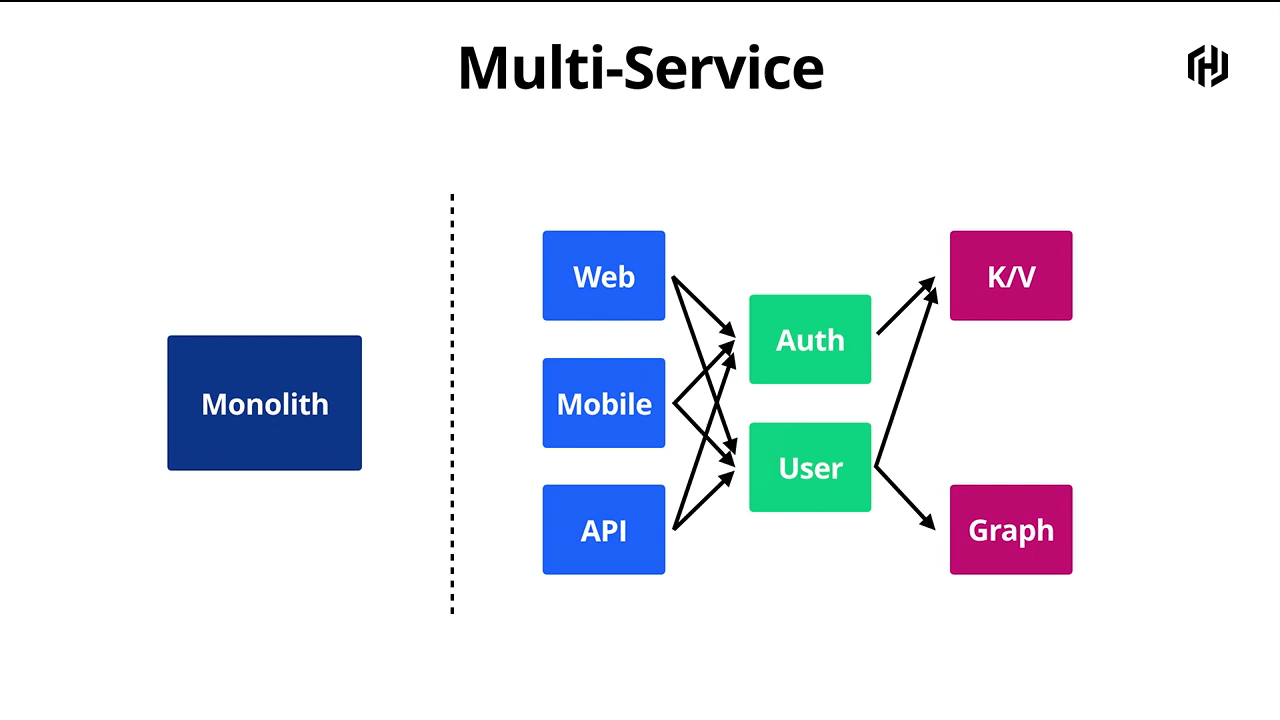 Multi-Service
Monolith
Web
Mobile
API
Auth
User
K/V
Graph